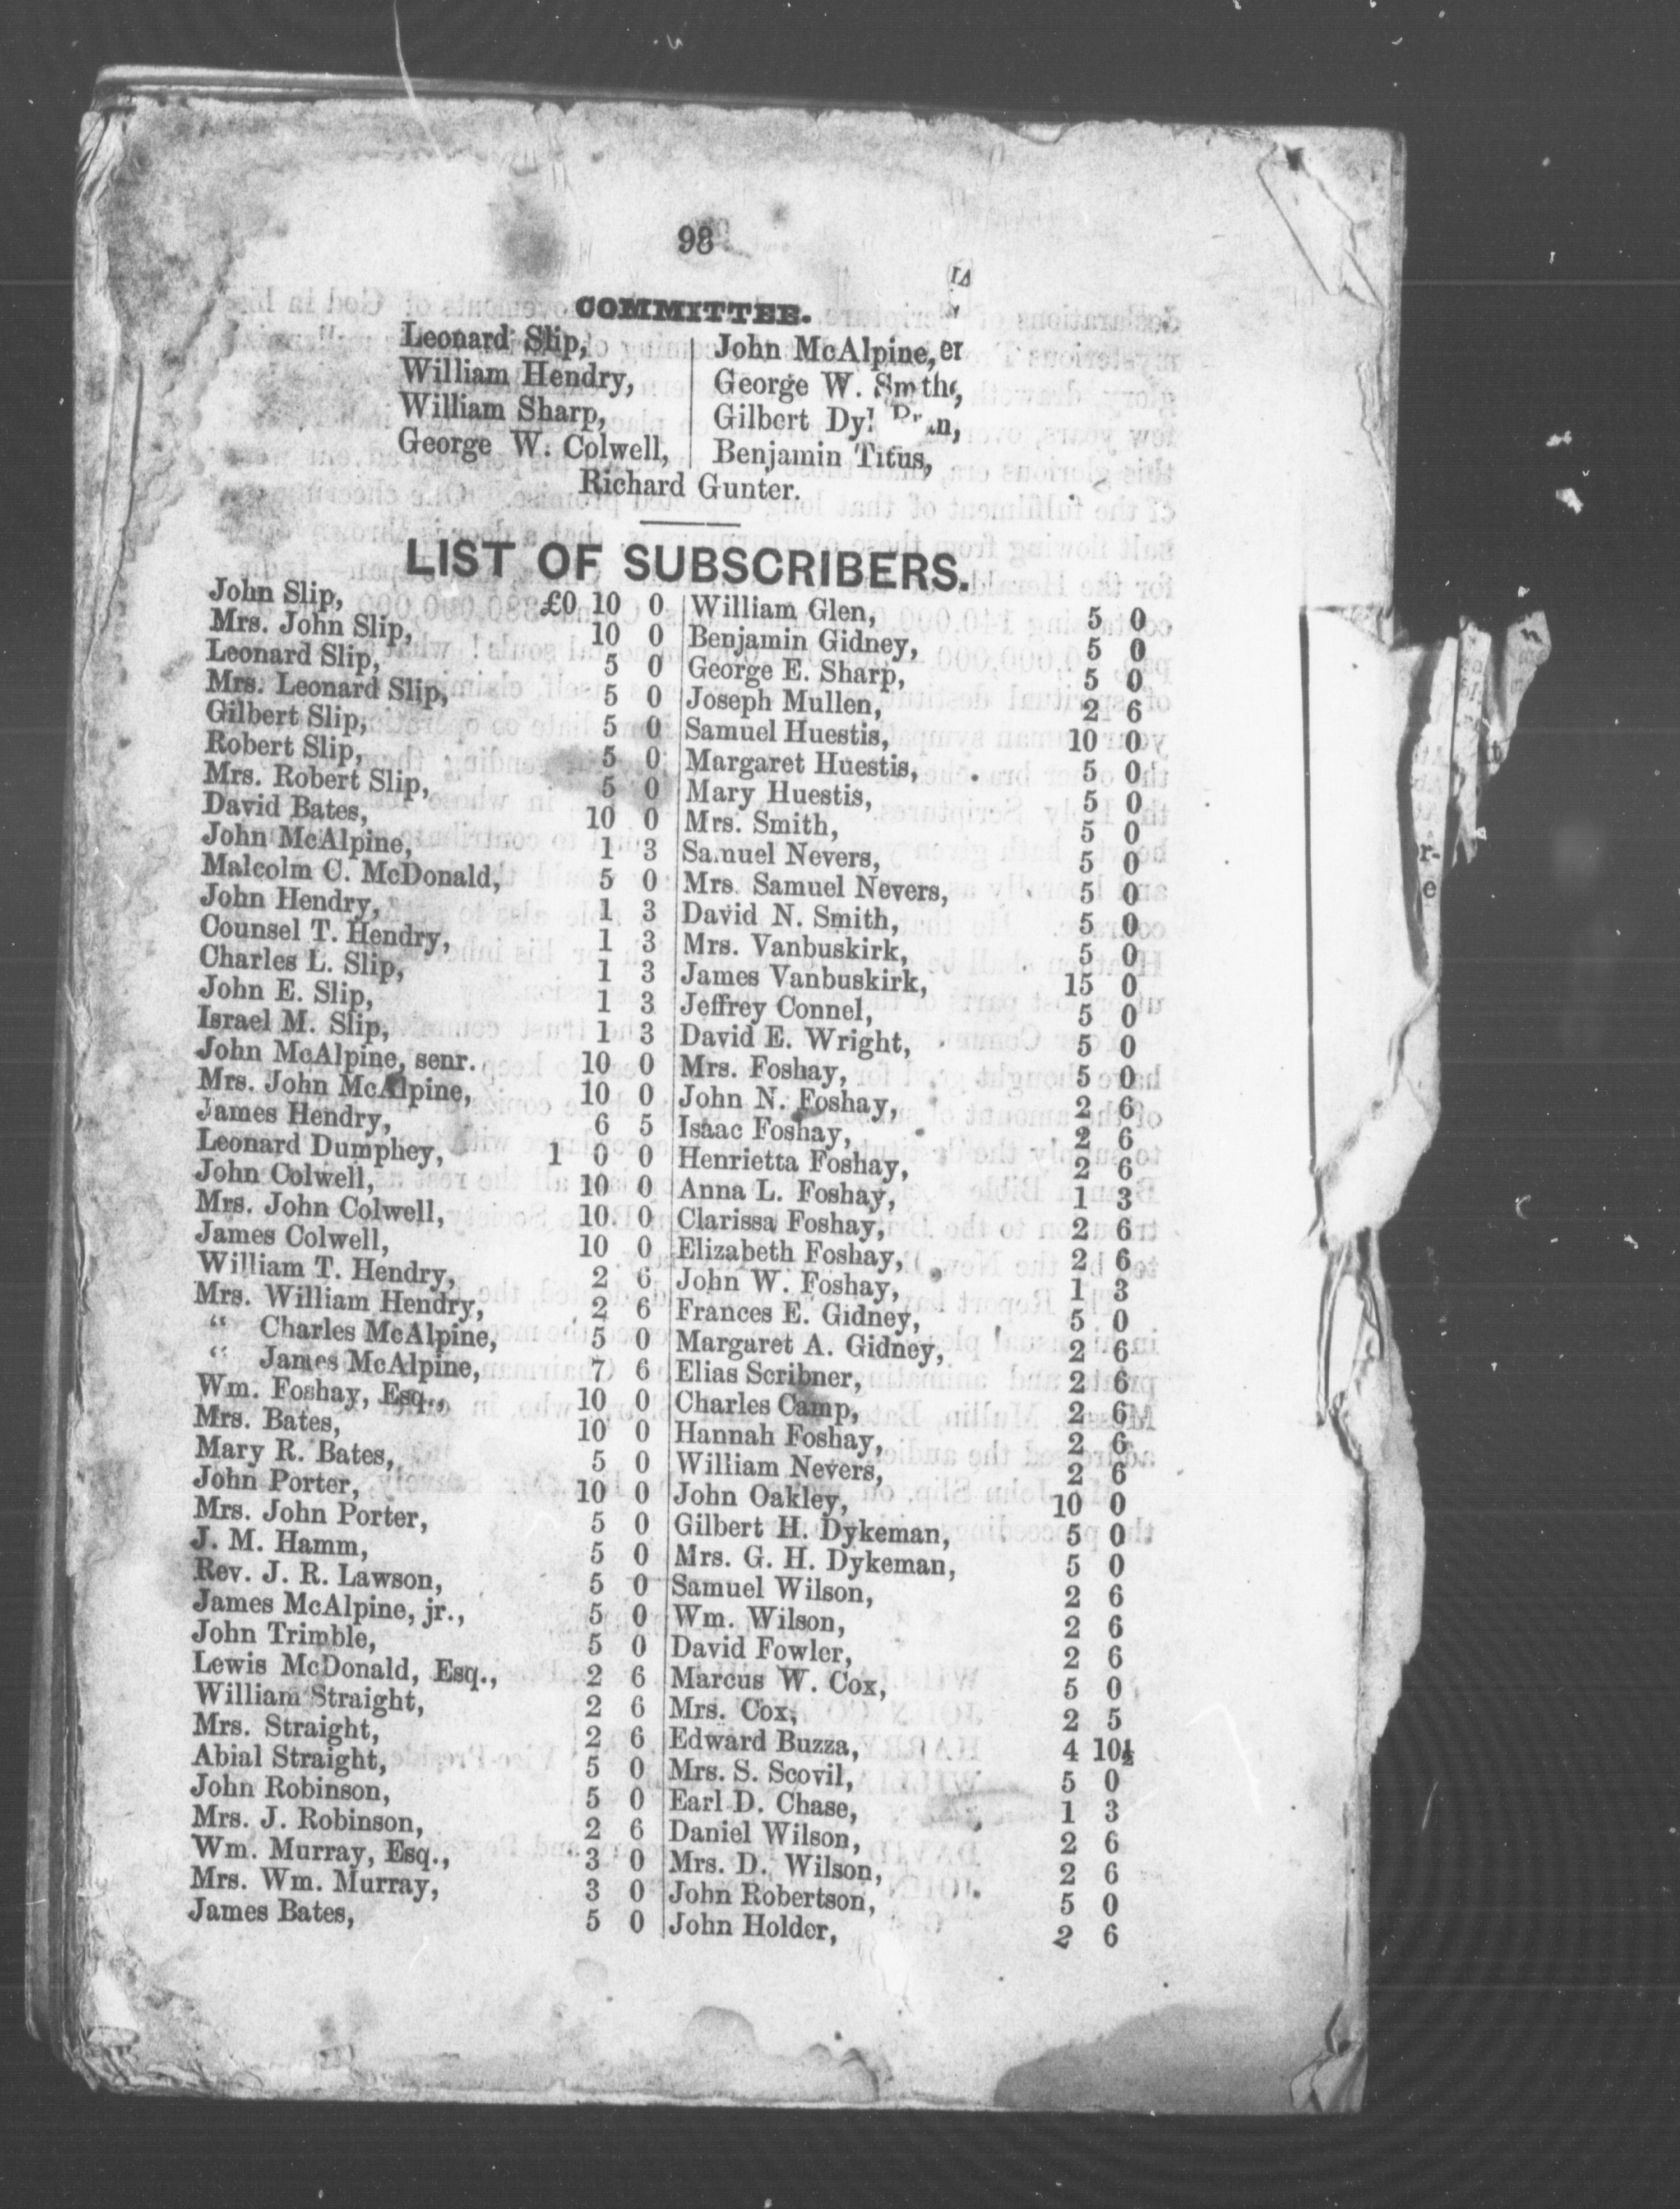 98
COMMITTEE.
Leonard Slip,
William Hendry,
William Sharp,
George W. Colwell,
John McAlpine,
George W. Smith,
Gilbert
Benjamin Titus,
Richard Gunter.
LIST OF SUBSCRIBERS.
John Slip, £0 10 0
Mrs. John Slip, 10 0
Leonard Slip, 5 0
Mrs. Leonard Slip, 5 0
Gilbert Slip, 5 0
Robert Slip, 5 0
Mrs. Robert Slip, 5 0
David Bates, 10 0
John McAlpine, 1 3
Malcolm C. McDonald, 5 0
John Hendry, 1 3
Counsel T. Hendry, 1 3
Charles L. Slip, 1 3
John E. Slip, 1 3
Israel M. Slip, 1 3
John McAlpine, senr. 10 0
Mrs. John McAlpine, 10 0
James Hendry, 6 5
Leonard Dumphey, 1 0 0
John Colwell, 10 0
Mrs. John Colwell, 10 0
James Colwell, 10 0
William T. Hendry, 2 6
Mrs. William Hendry, 2 6
“ Charles McAlpine, 5 0
“ James McAlpine, 7 6
Wm. Foshay, Esq., 10 0
Mrs. Bates, 10 0
Mary R. Bates, 5 0
John Porter, 10 0
Mrs. John Porter, 5 0
J. M. Hamm, 5 0
Rev. J. R. Lawson, 5 0
James McAlpine, jr., 5 0
John Trimble, 5 0
Lewis McDonald, Esq., 2 6
William Straight, 2 6
Mrs. Straight, 2 6
Abial Straight, 5 0
John Robinson, 5 0
Mrs. J. Robinson, 2 6
Wm. Murray, Esq., 3 0
Mrs. Wm. Murray, 3 0
James Bates, 5 0
William Glen, 5 0
Benjamin Gidney, 5 0
George E. Sharp, 5 0
Joseph Mullen, 2 6
Samuel Huestis, 10 0
Margaret Huestis, 5 0
Mary Huestis, 5 0
Mrs. Smith, 5 0
Samuel Nevers, 5 0
Mrs. Samuel Nevers, 5 0
David N. Smith, 5 0
Mrs. Vanbuskirk, 5 0
James Vanbuskirk, 15 0
Jeffrey Connel, 5 0
David E. Wright, 5 0
Mrs. Foshay, 5 0
John N. Foshay, 2 6
Isaac Foshay, 2 6
Henrietta Foshay, 2 6
Anna L. Foshay, 1 3
Clarissa Foshay, 2 6
Elizabeth Foshay, 2 6
John W. Foshay, 1 3
Frances E. Gidney, 5 0
Margaret A. Gidney, 2 6
Elias Scribner, 2 6
Charles Camp, 2 6
Hannah Foshay, 2 6
William Nevers, 2 6
John Oakley, 10 0
Gilbert H. Dykeman, 5 0
Mrs. G. H. Dykeman, 5 0
Samuel Wilson, 2 6
Wm. Wilson, 2 6
David Fowler, 2 6
Marcus W. Cox, 5 0
Mrs. Cox, 2 5
Edward Buzza, 4 10½
Mrs. S. Scovil, 5 0
Earl D. Chase, 1 3
Daniel Wilson, 2 6
Mrs. D. Wilson, 2 6
John Robertson, 5 0
John Holder, 2 6